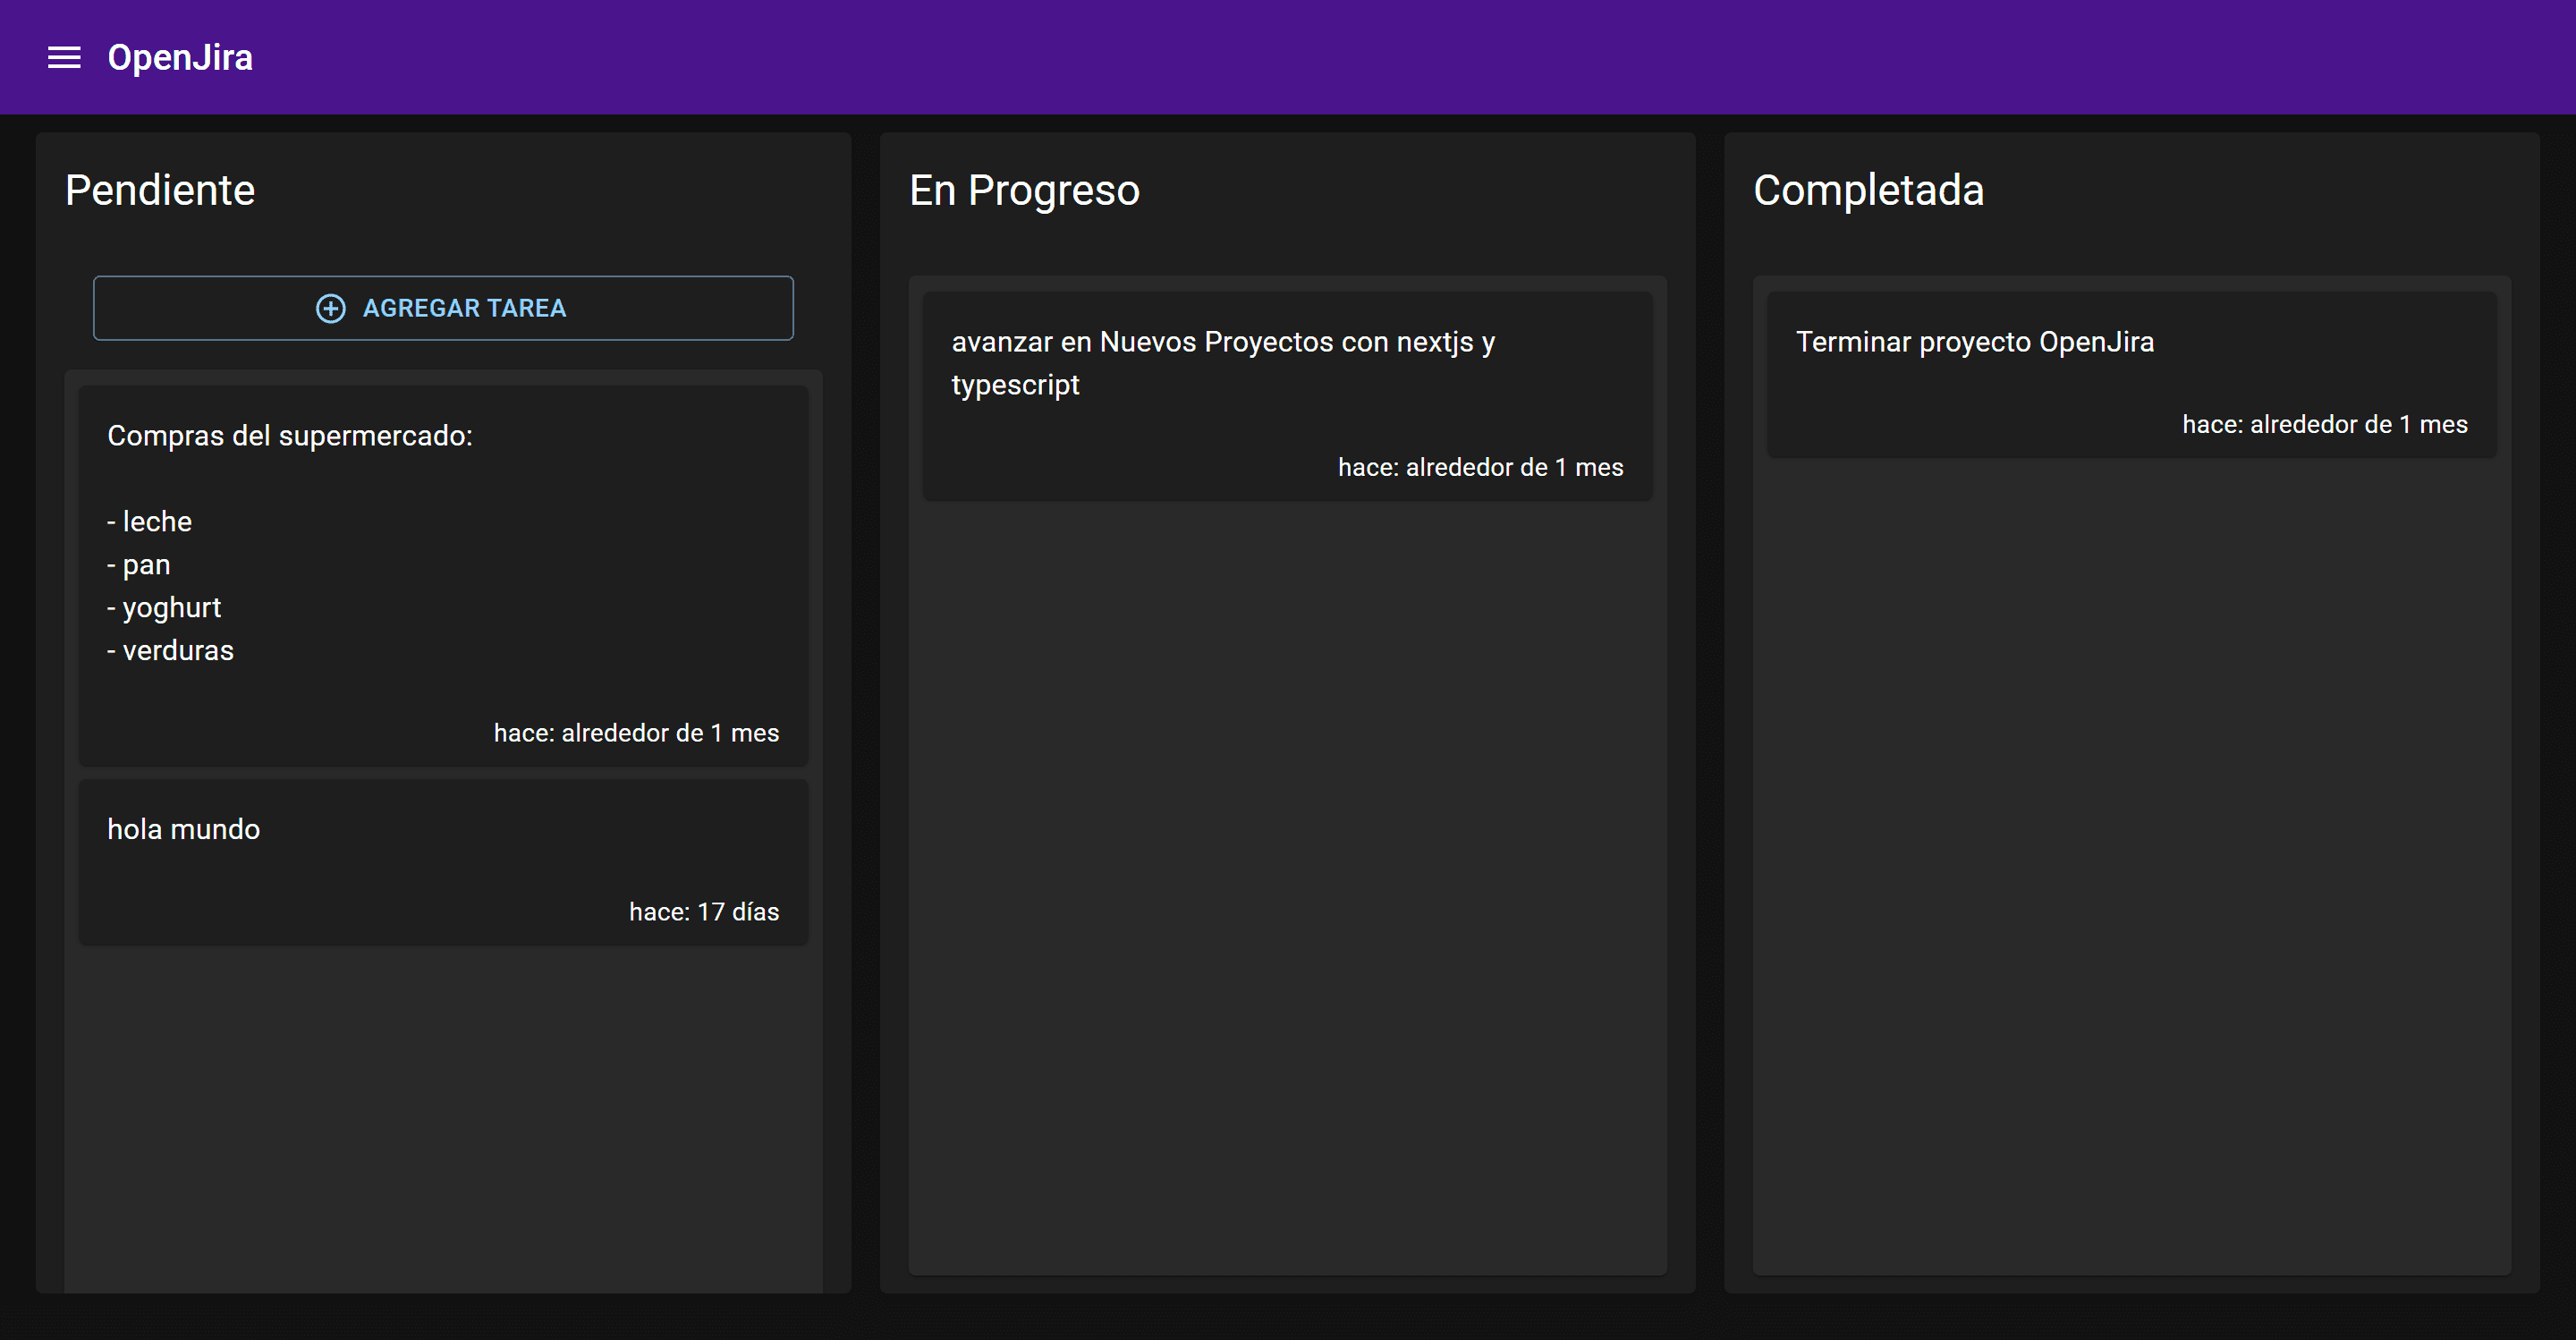 OpenJira
Pendiente
AGREGAR TAREA
Compras del supermercado:
- leche
- pan
- yoghurt
- verduras
hace: alrededor de 1 mes
hola mundo
hace: 17 días
En Progreso
avanzar en Nuevos Proyectos con nextjs y
typescript
hace: alrededor de 1 mes
Completada
Terminar proyecto OpenJira
hace: alrededor de 1 mes